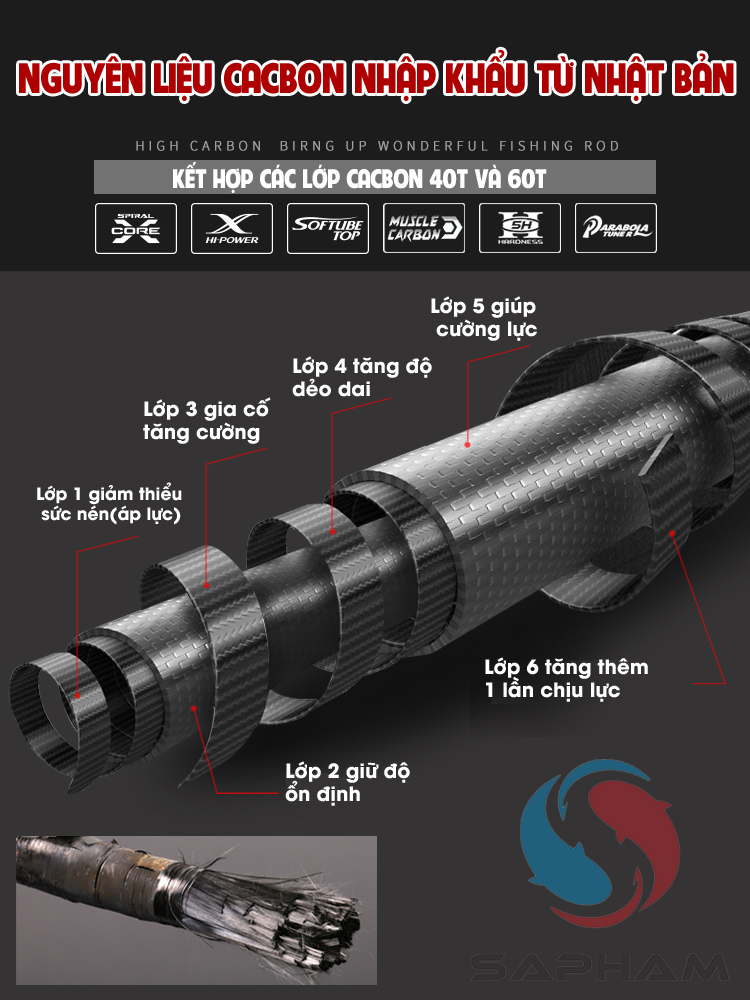 NGUYÊN LIỆU CACBON NHẬP KHẨU TỪ NHẬT BẢN
HIGH CARBON BIRNG UP WONDERFUL FISHING ROD
KẾT HỢP CÁC LỚP CACBON 40T VÀ 60T
SPIRAL
X
CORE
X
HI-POWER
SOFTUBE
TOP
MUSCLE
CARBON
H
SH
HARDNESS
PARABOLA
TUNER
Lớp 5 giúp
cường lực
Lớp 4 tăng độ
dẻo dai
Lớp 3 gia cố
tăng cường
Lớp 1 giảm thiểu
sức nén(áp lực)
Lớp 6 tăng thêm
1 lần chịu lực
Lớp 2 giữ độ
ổn định
SAPHAM